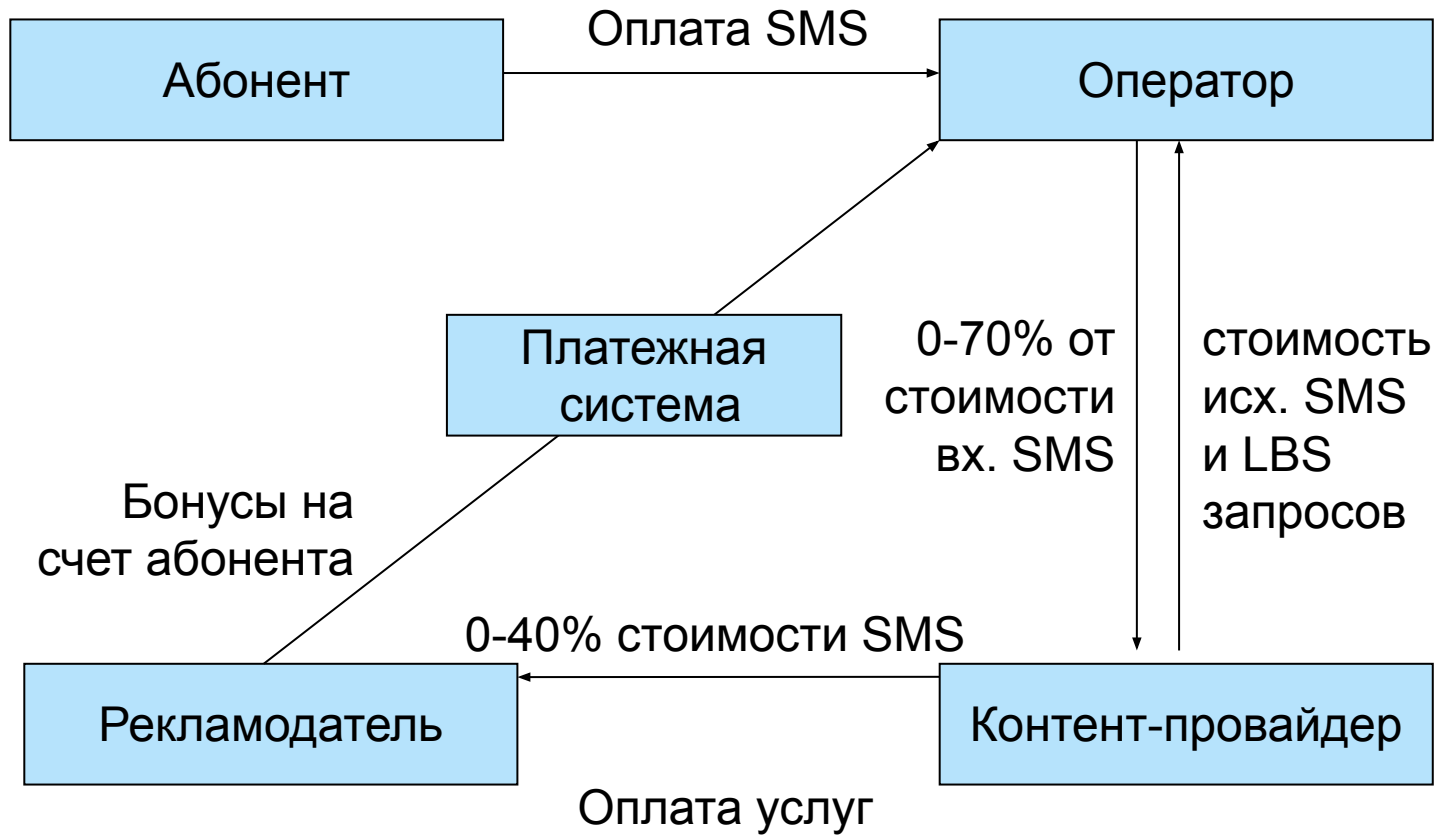 Оплата SMS
Абонент
Оператор
Платежная
система
0-70% от
стоимости
вх. SMS
стоимость
исх. SMS
и LBS
запросов
Бонусы на
счет абонента
0-40% стоимости SMS
Рекламодатель
Контент-провайдер
Оплата услуг